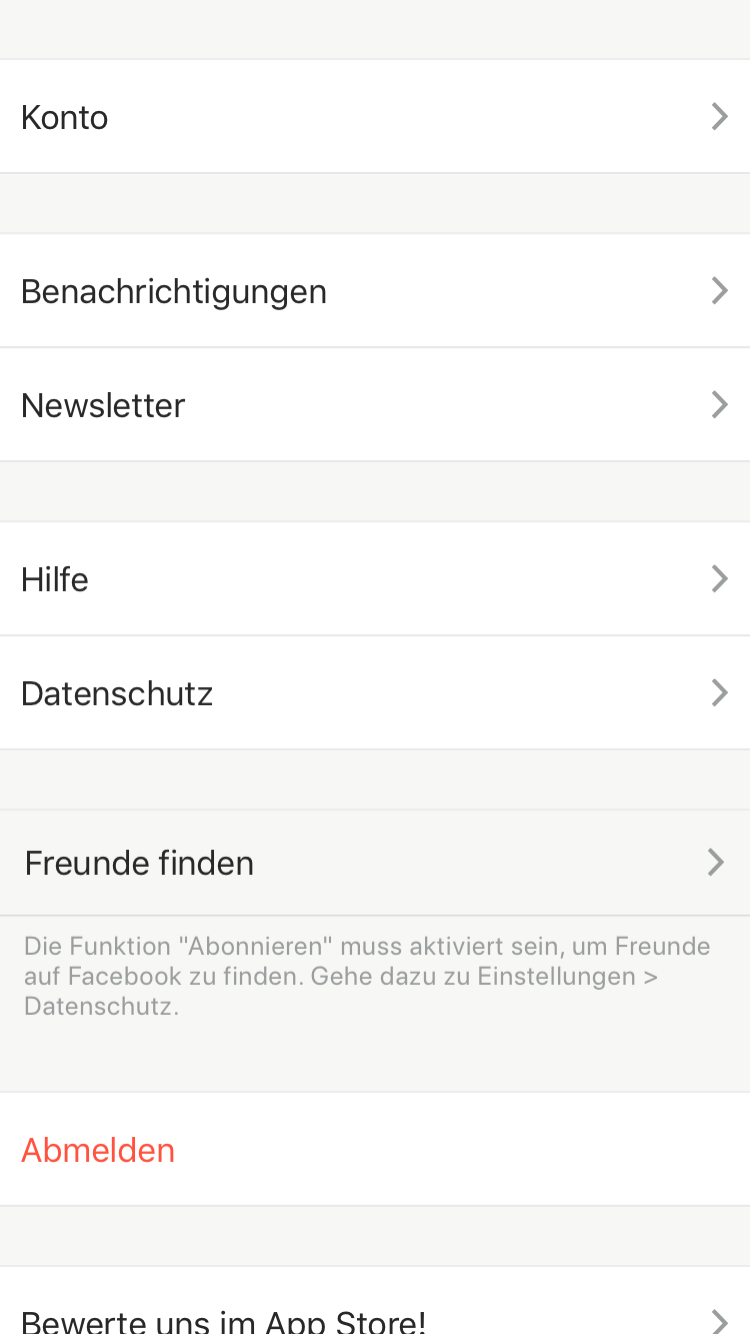 Konto
Benachrichtigungen
Newsletter
Hilfe
Datenschutz
Freunde finden
Die Funktion "Abonnieren" muss aktiviert sein, um Freunde
auf Facebook zu finden. Gehe dazu zu Einstellungen >
Datenschutz.
Abmelden
Bewerte uns im App Store!